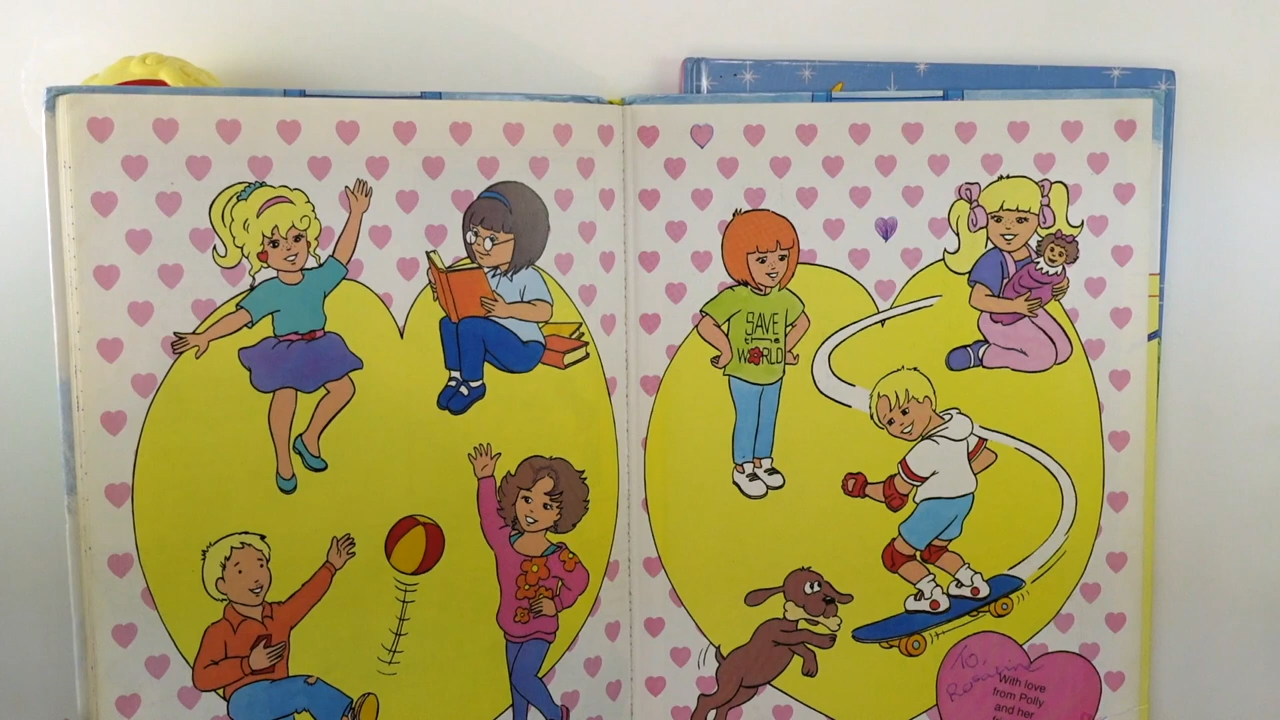 SAVE
the
WORLD
To,
With love
from Polly
and her